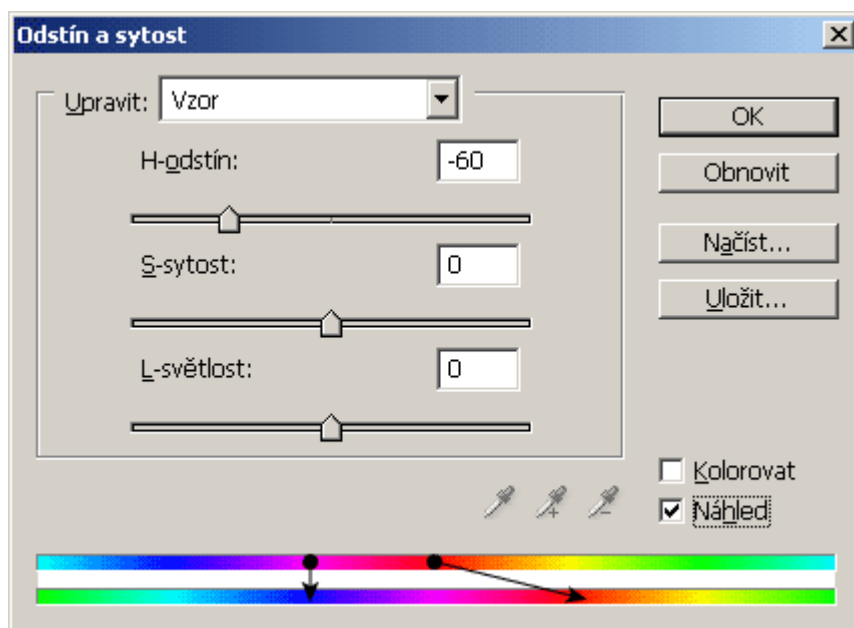 Odstín a sytost
Upravit: Vzor
OK
H-odstín: -60
Obnovit
Načíst...
S-sytost: 0
Uložit...
L-světlost: 0
Kolorovat
Náhled